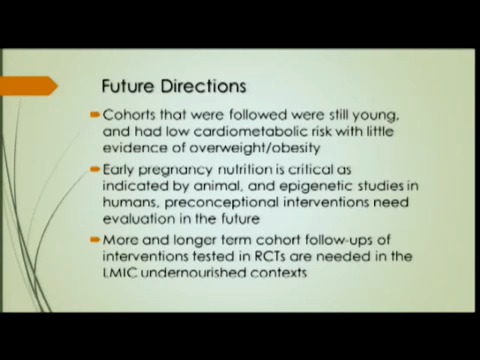 Future Directions
Cohorts that were followed were still young,
and had low cardiometabolic risk with little
evidence of overweight/obesity
Early pregnancy nutrition is critical as
indicated by animal, and epigenetic studies in
humans, preconceptional interventions need
evaluation in the future
More and longer term cohort follow-ups of
interventions tested in RCTs are needed in the
LMIC undernourished contexts